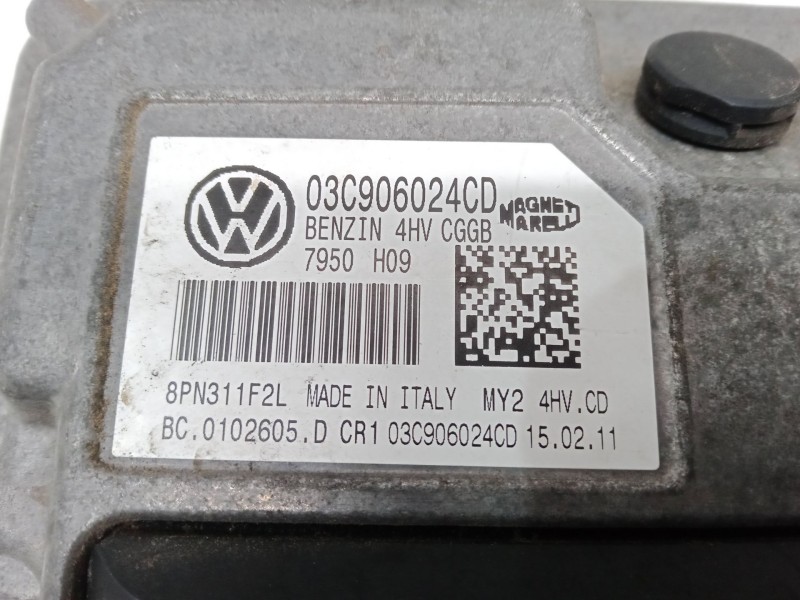 03C906024CD
MAGNETI
MARELLI
BENZIN 4HV CGGB
7950 H09
8PN311F2L MADE IN ITALY MY2 4HV.CD
BC.0102605.D CR1 03C906024CD 15.02.11